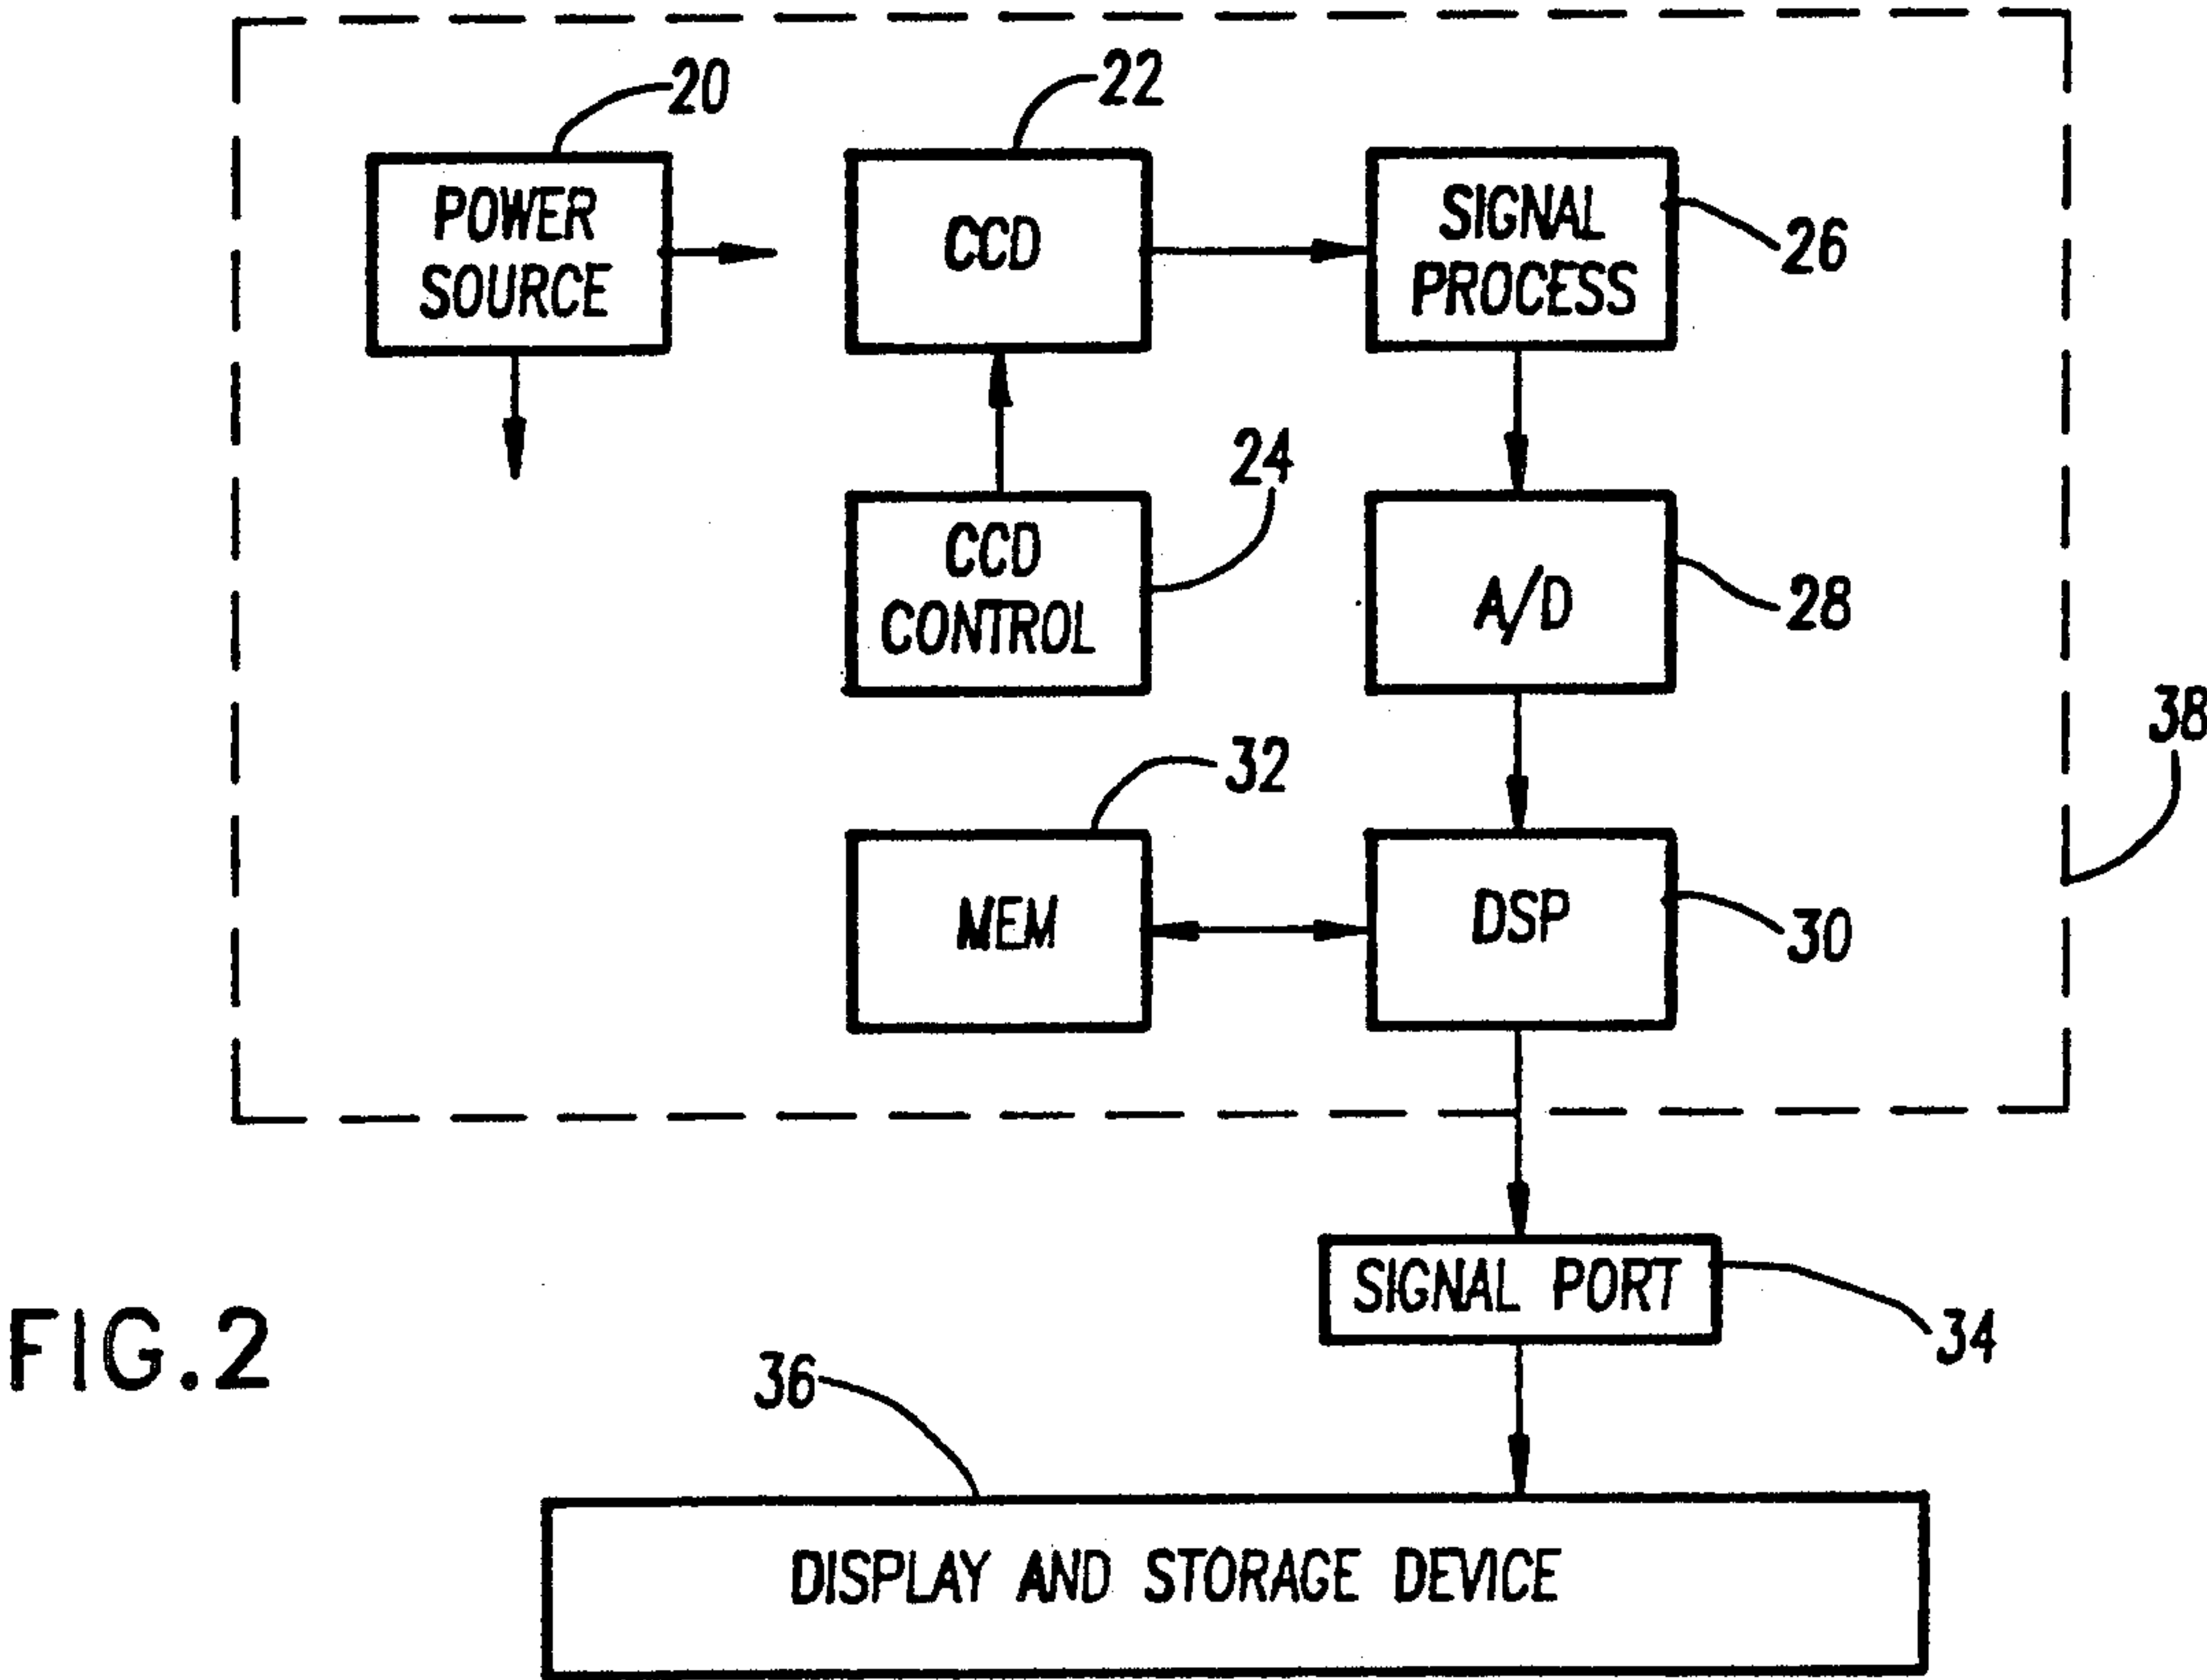 20
22
POWER
SOURCE
CCD
SIGNAL
PROCESS
26
24
CCD
CONTROL
A/D
28
38
32
MEM
DSP
30
SIGNAL PORT
34
FIG.2
36
DISPLAY AND STORAGE DEVICE